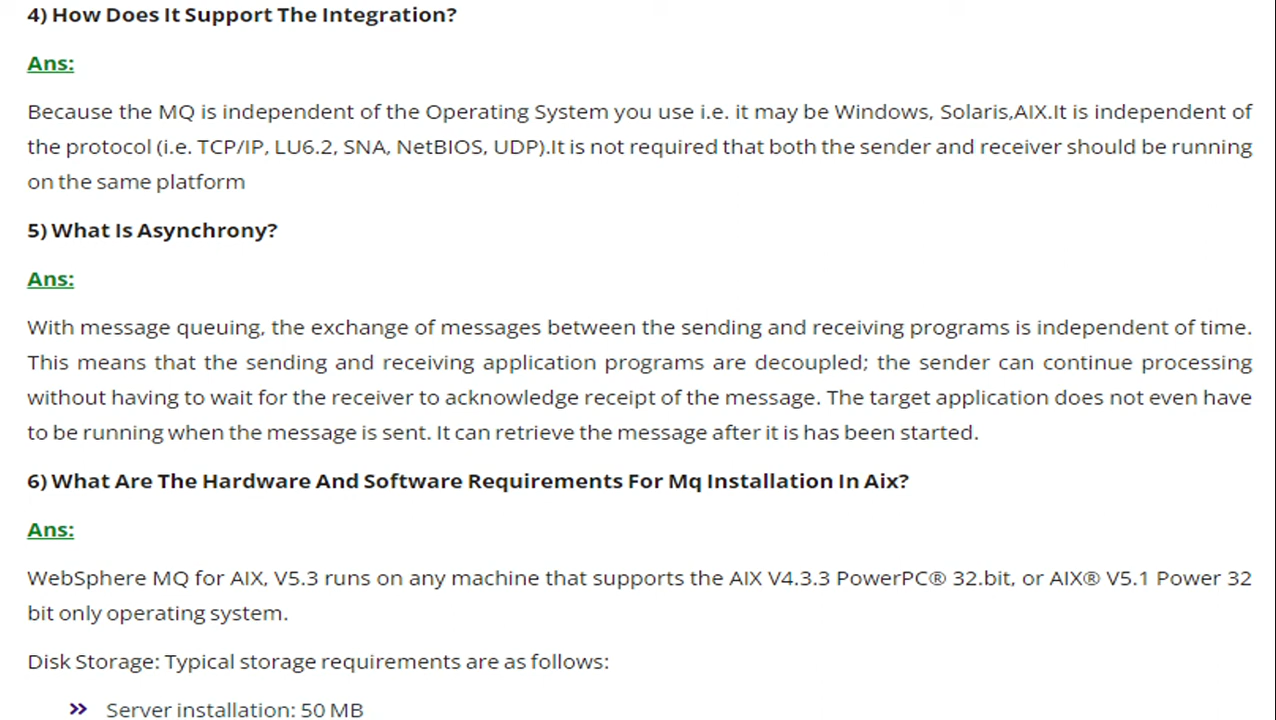 4) How Does It Support The Integration?
Ans:
Because the MQ is independent of the Operating System you use i.e. it may be Windows, Solaris,AIX.It is independent of
the protocol (i.e. TCP/IP, LU6.2, SNA, NetBIOS, UDP).It is not required that both the sender and receiver should be running
on the same platform
5) What Is Asynchrony?
Ans:
With message queuing, the exchange of messages between the sending and receiving programs is independent of time.
This means that the sending and receiving application programs are decoupled; the sender can continue processing
without having to wait for the receiver to acknowledge receipt of the message. The target application does not even have
to be running when the message is sent. It can retrieve the message after it is has been started.
6) What Are The Hardware And Software Requirements For Mq Installation In Aix?
Ans:
WebSphere MQ for AIX, V5.3 runs on any machine that supports the AIX V4.3.3 PowerPC® 32.bit, or AIX® V5.1 Power 32
bit only operating system.
Disk Storage: Typical storage requirements are as follows:
» Server installation: 50 MB